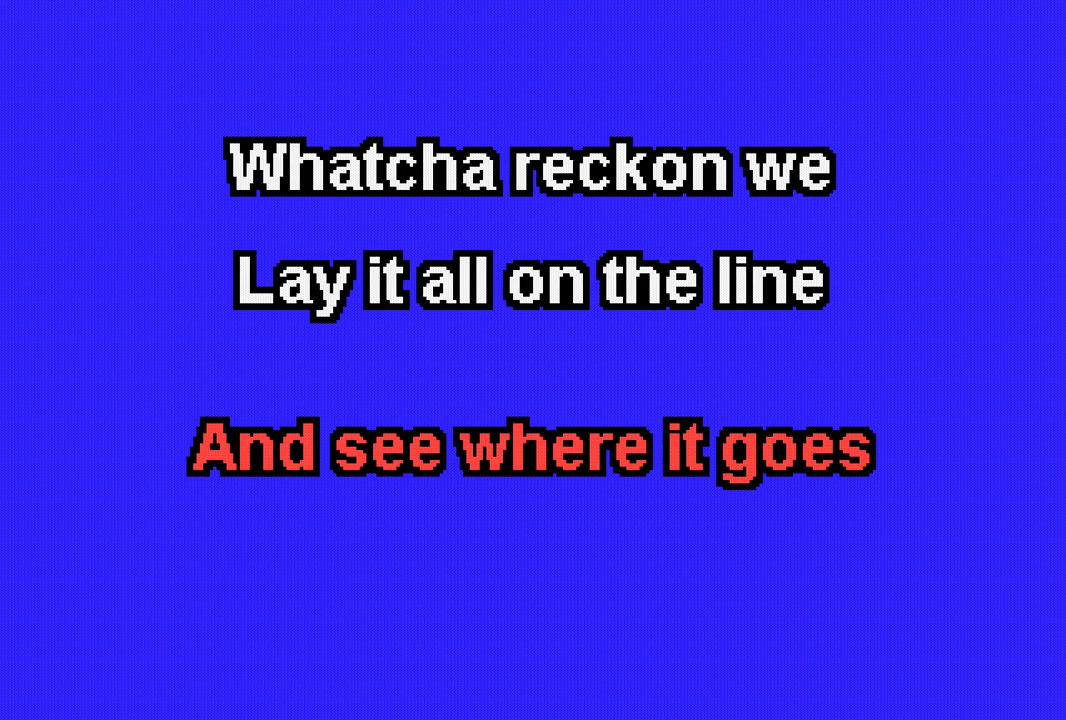 Whatcha reckon we
Lay it all on the line
And see where it goes